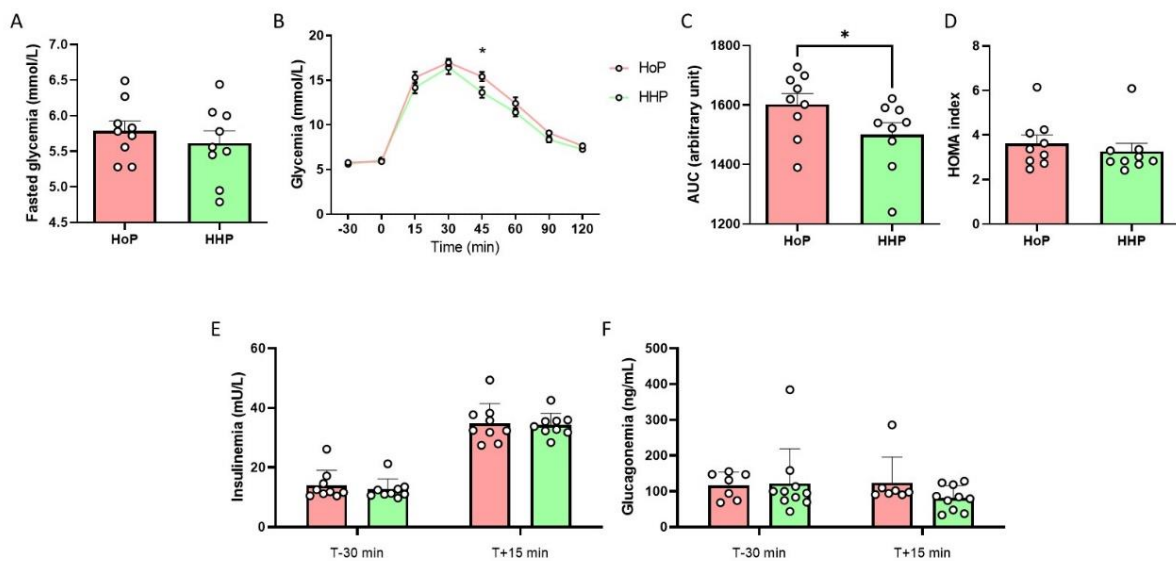 A
Fasted glycemia (mmol/L)
7.0
6.5
6.0
5.5
5.0
4.5
HoP
HHP
B
Glycemia (mmol/L)
20
15
10
5
0
*
-30
0
15
30
45
60
90
120
Time (min)
HoP
HHP
C
AUC (arbitrary unit)
1800
1600
1400
1200
*
HoP
HHP
D
HOMA index
8
6
4
2
0
HoP
HHP
E
Insulinemia (mU/L)
60
40
20
0
T-30 min
T+15 min
F
Glucagonemia (ng/mL)
500
400
300
200
100
0
T-30 min
T+15 min